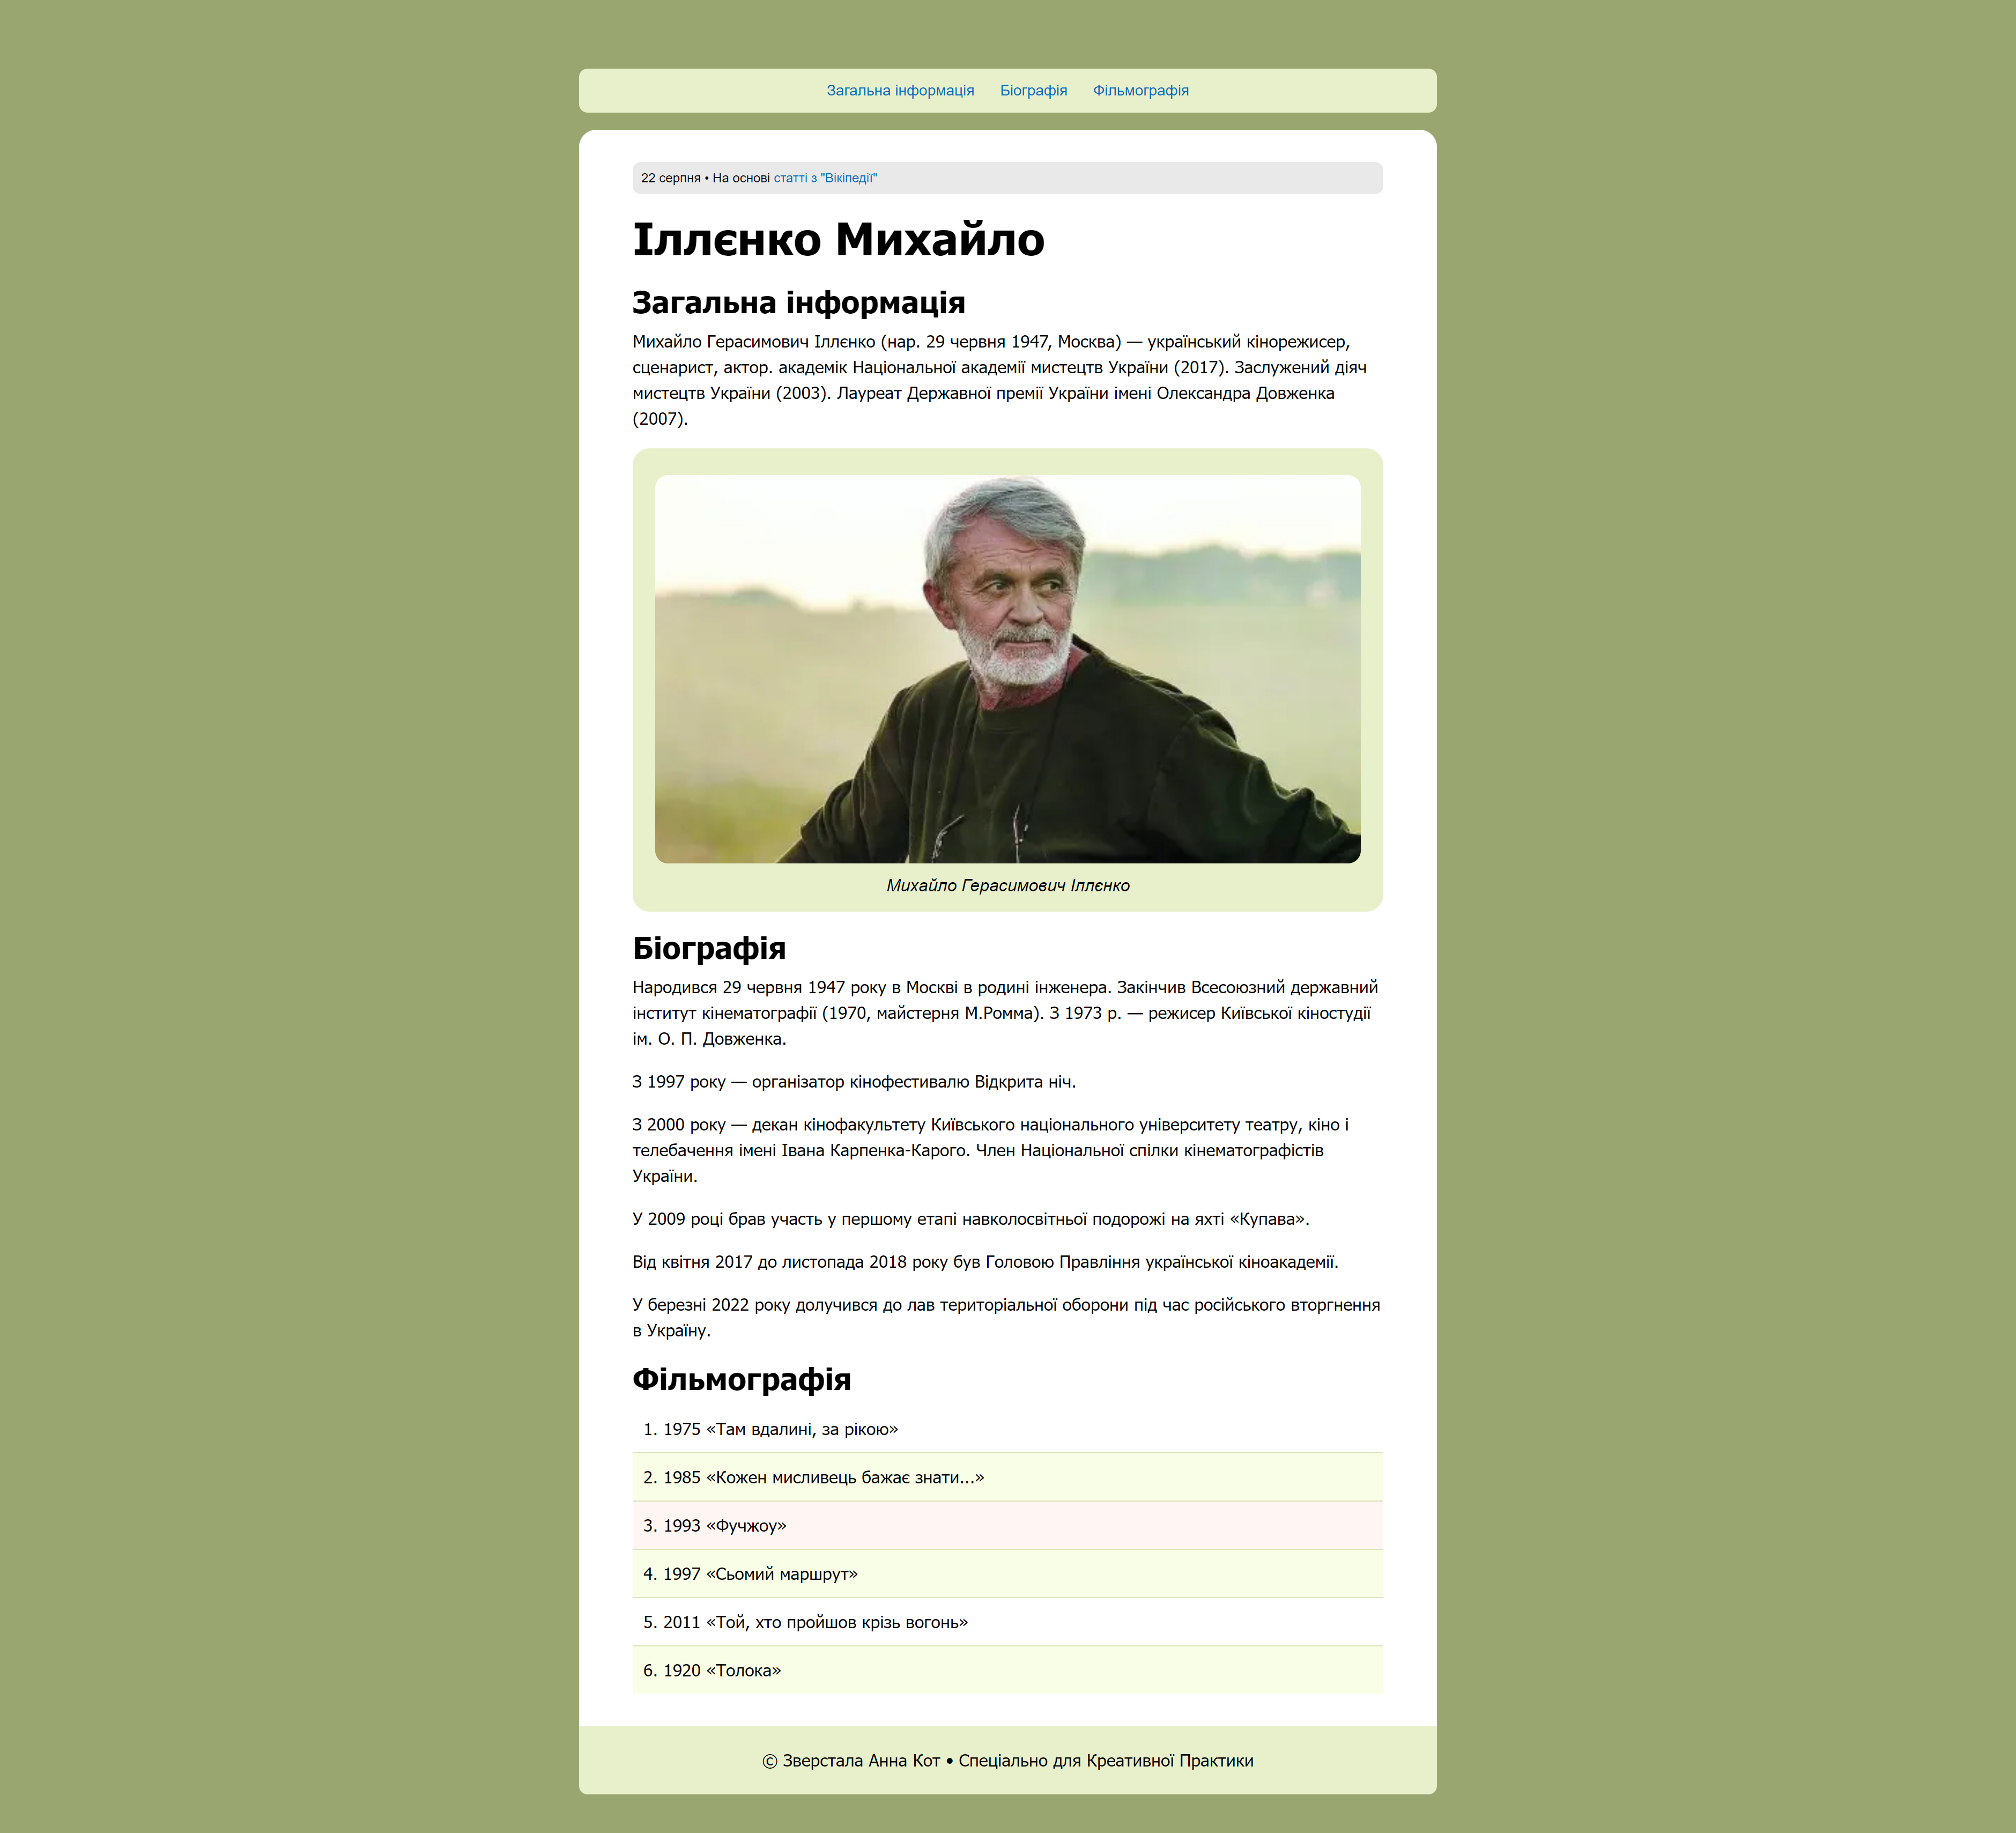 Загальна інформація Біографія Фільмографія
22 серпня • На основі статті з "Вікіпедії"
Іллєнко Михайло
Загальна інформація
Михайло Герасимович Іллєнко (нар. 29 червня 1947, Москва) — український кінорежисер,
сценарист, актор. академік Національної академії мистецтв України (2017). Заслужений діяч
мистецтв України (2003). Лауреат Державної премії України імені Олександра Довженка
(2007).
Михайло Герасимович Іллєнко
Біографія
Народився 29 червня 1947 року в Москві в родині інженера. Закінчив Всесоюзний державний
інститут кінематографії (1970, майстерня М.Ромма). З 1973 р. — режисер Київської кіностудії
ім. О. П. Довженка.
З 1997 року — організатор кінофестивалю Відкрита ніч.
З 2000 року — декан кінофакультету Київського національного університету театру, кіно і
телебачення імені Івана Карпенка-Карого. Член Національної спілки кінематографістів
України.
У 2009 році брав участь у першому етапі навколосвітньої подорожі на яхті «Купава».
Від квітня 2017 до листопада 2018 року був Головою Правління української кіноакадемії.
У березні 2022 року долучився до лав територіальної оборони під час російського вторгнення
в Україну.
Фільмографія
1. 1975 «Там вдалині, за рікою»
2. 1985 «Кожен мисливець бажає знати...»
3. 1993 «Фучжоу»
4. 1997 «Сьомий маршрут»
5. 2011 «Той, хто пройшов крізь вогонь»
6. 1920 «Толока»
© Зверстала Анна Кот • Спеціально для Креативної Практики